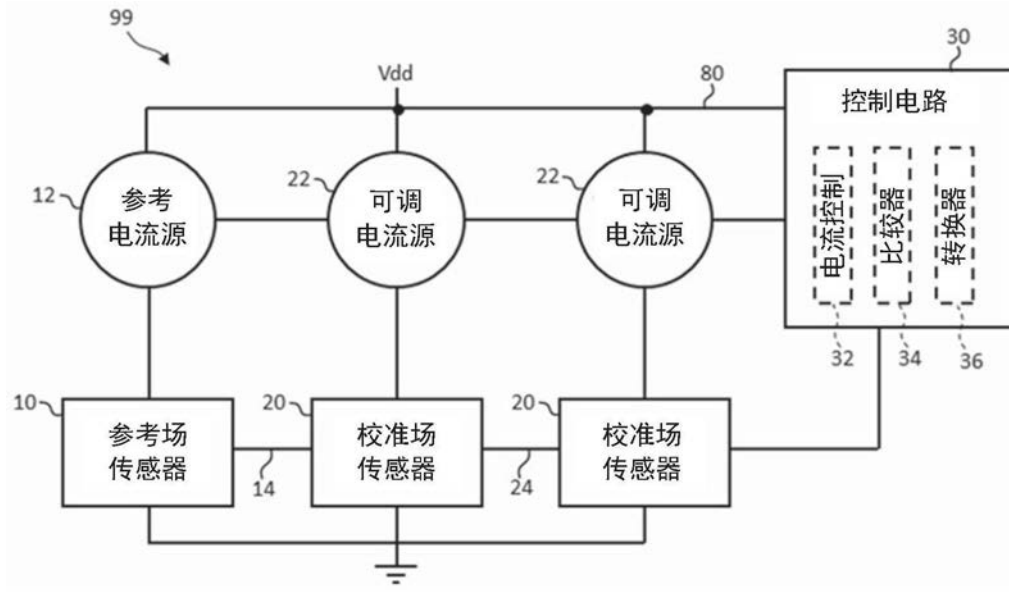 99
30
Vdd
80
控制电路
12
参考
电流源
22
可调
电流源
22
可调
电流源
电流控制
比较器
转换器
32
34
36
10
参考场
传感器
20
校准场
传感器
20
校准场
传感器
14
24